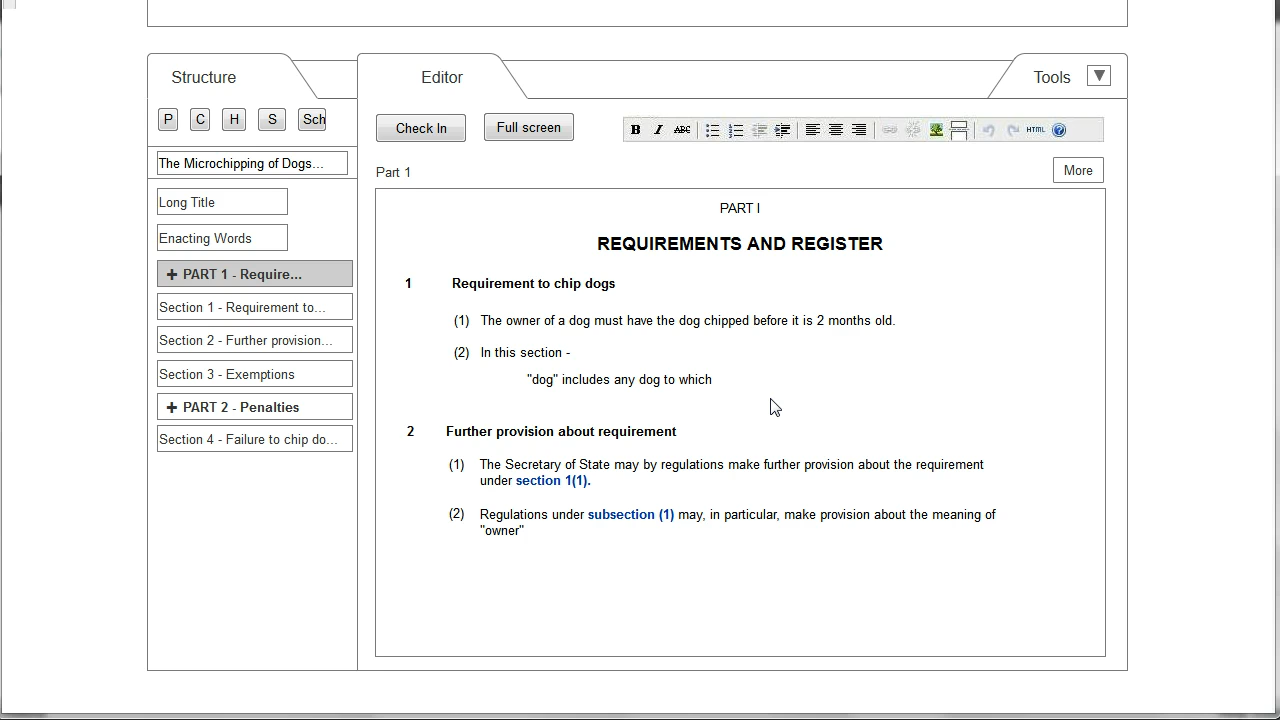 Structure
Editor
Tools
P C H S Sch
Check In
Full screen
B I ABC HTML ?
The Microchipping of Dogs...
Part 1
More
Long Title
Enacting Words
+ PART 1 - Require...
Section 1 - Requirement to...
Section 2 - Further provision...
Section 3 - Exemptions
+ PART 2 - Penalties
Section 4 - Failure to chip do...
PART I
REQUIREMENTS AND REGISTER
1 Requirement to chip dogs
(1) The owner of a dog must have the dog chipped before it is 2 months old.
(2) In this section -
"dog" includes any dog to which
2 Further provision about requirement
(1) The Secretary of State may by regulations make further provision about the requirement
under section 1(1).
(2) Regulations under subsection (1) may, in particular, make provision about the meaning of
"owner"